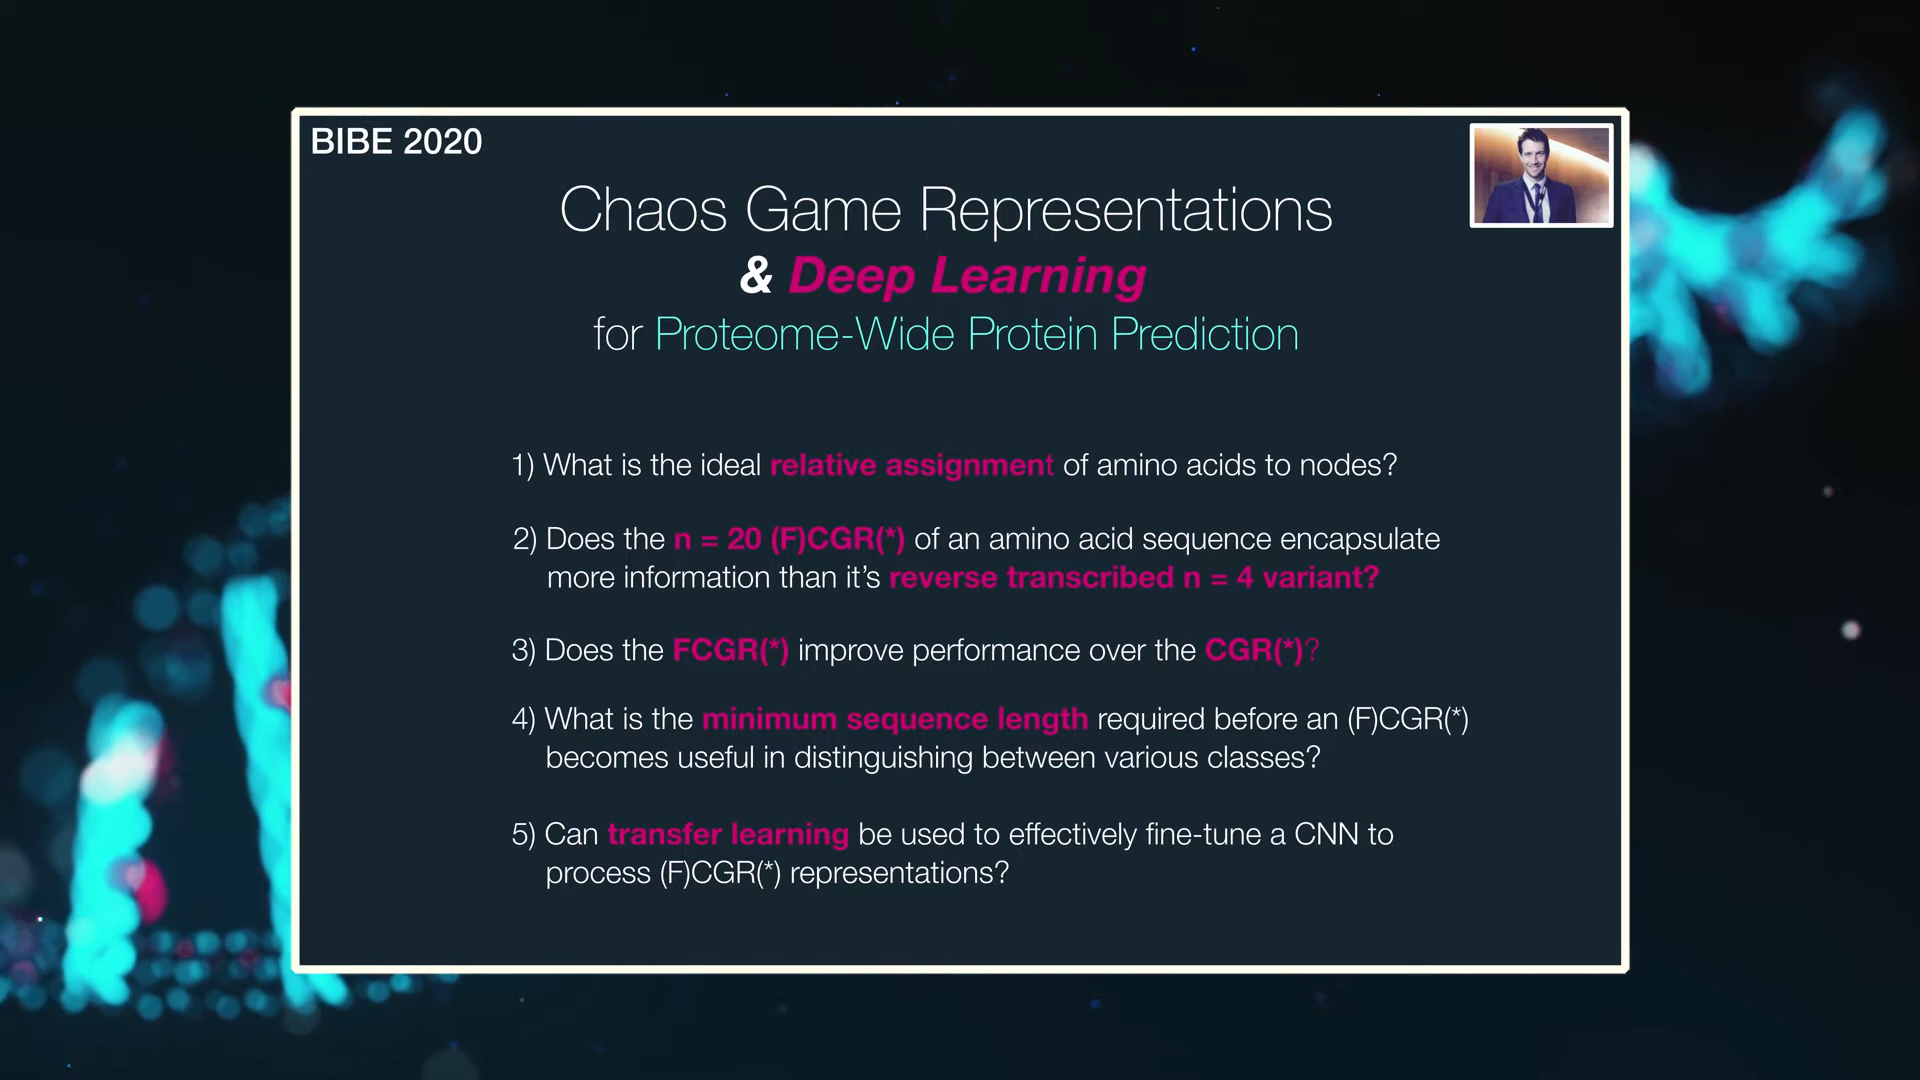 BIBE 2020
Chaos Game Representations
& Deep Learning
for Proteome-Wide Protein Prediction
1) What is the ideal relative assignment of amino acids to nodes?
2) Does the n = 20 (F)CGR(*) of an amino acid sequence encapsulate
more information than it’s reverse transcribed n = 4 variant?
3) Does the FCGR(*) improve performance over the CGR(*)?
4) What is the minimum sequence length required before an (F)CGR(*)
becomes useful in distinguishing between various classes?
5) Can transfer learning be used to effectively fine-tune a CNN to
process (F)CGR(*) representations?